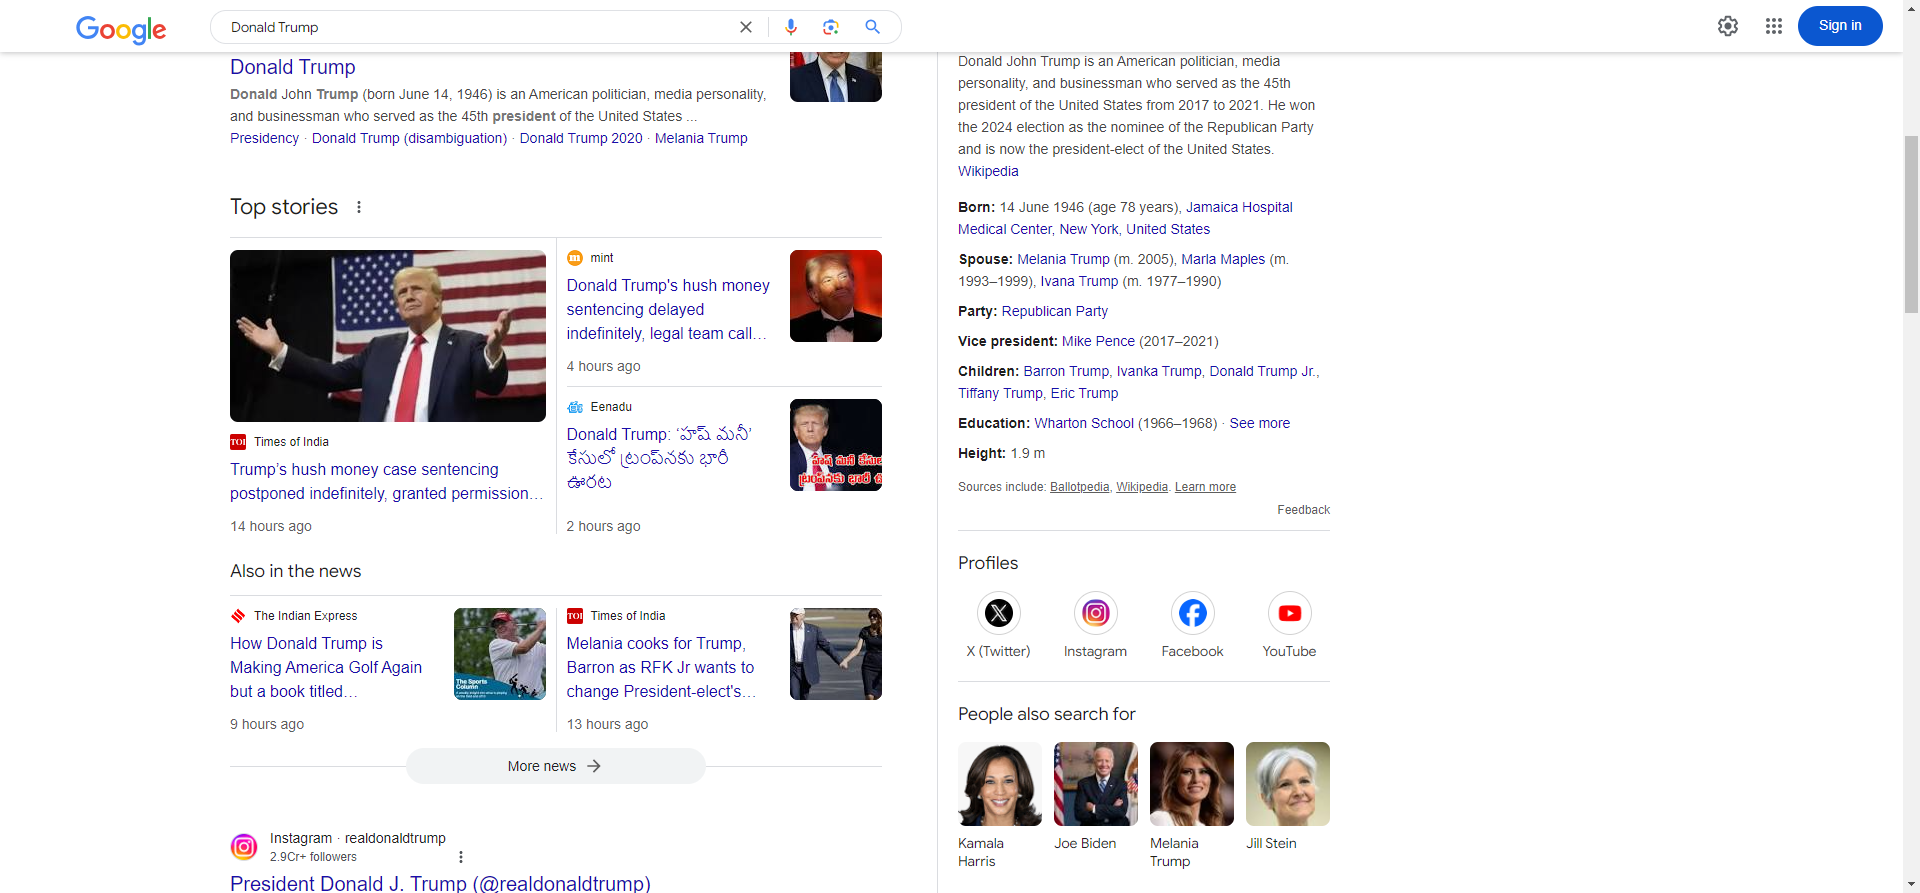 Google
Donald Trump
Sign in
Donald Trump
Donald John Trump (born June 14, 1946) is an American politician, media personality,
and businessman who served as the 45th president of the United States ...
Presidency · Donald Trump (disambiguation) · Donald Trump 2020 · Melania Trump
Top stories
TOI Times of India
Trump's hush money case sentencing
postponed indefinitely, granted permission...
14 hours ago
m mint
Donald Trump's hush money
sentencing delayed
indefinitely, legal team call...
4 hours ago
Eenadu
Donald Trump: ‘హష్ మనీ’
కేసులో ట్రంప్‌నకు భారీ
ఊరట
2 hours ago
హష్ మనీ కేసుల
ట్రంప్‌నకు భారీ ఊ
Also in the news
The Indian Express
How Donald Trump is
Making America Golf Again
but a book titled...
9 hours ago
The Sports
Column
TOI Times of India
Melania cooks for Trump,
Barron as RFK Jr wants to
change President-elect's...
13 hours ago
More news
Instagram · realdonaldtrump
2.9Cr+ followers
President Donald J. Trump (@realdonaldtrump)
Donald John Trump is an American politician, media
personality, and businessman who served as the 45th
president of the United States from 2017 to 2021. He won
the 2024 election as the nominee of the Republican Party
and is now the president-elect of the United States.
Wikipedia
Born: 14 June 1946 (age 78 years), Jamaica Hospital
Medical Center, New York, United States
Spouse: Melania Trump (m. 2005), Marla Maples (m.
1993–1999), Ivana Trump (m. 1977–1990)
Party: Republican Party
Vice president: Mike Pence (2017–2021)
Children: Barron Trump, Ivanka Trump, Donald Trump Jr.,
Tiffany Trump, Eric Trump
Education: Wharton School (1966–1968) · See more
Height: 1.9 m
Sources include: Ballotpedia, Wikipedia. Learn more
Feedback
Profiles
X (Twitter)
Instagram
Facebook
YouTube
People also search for
Kamala
Harris
Joe Biden
Melania
Trump
Jill Stein